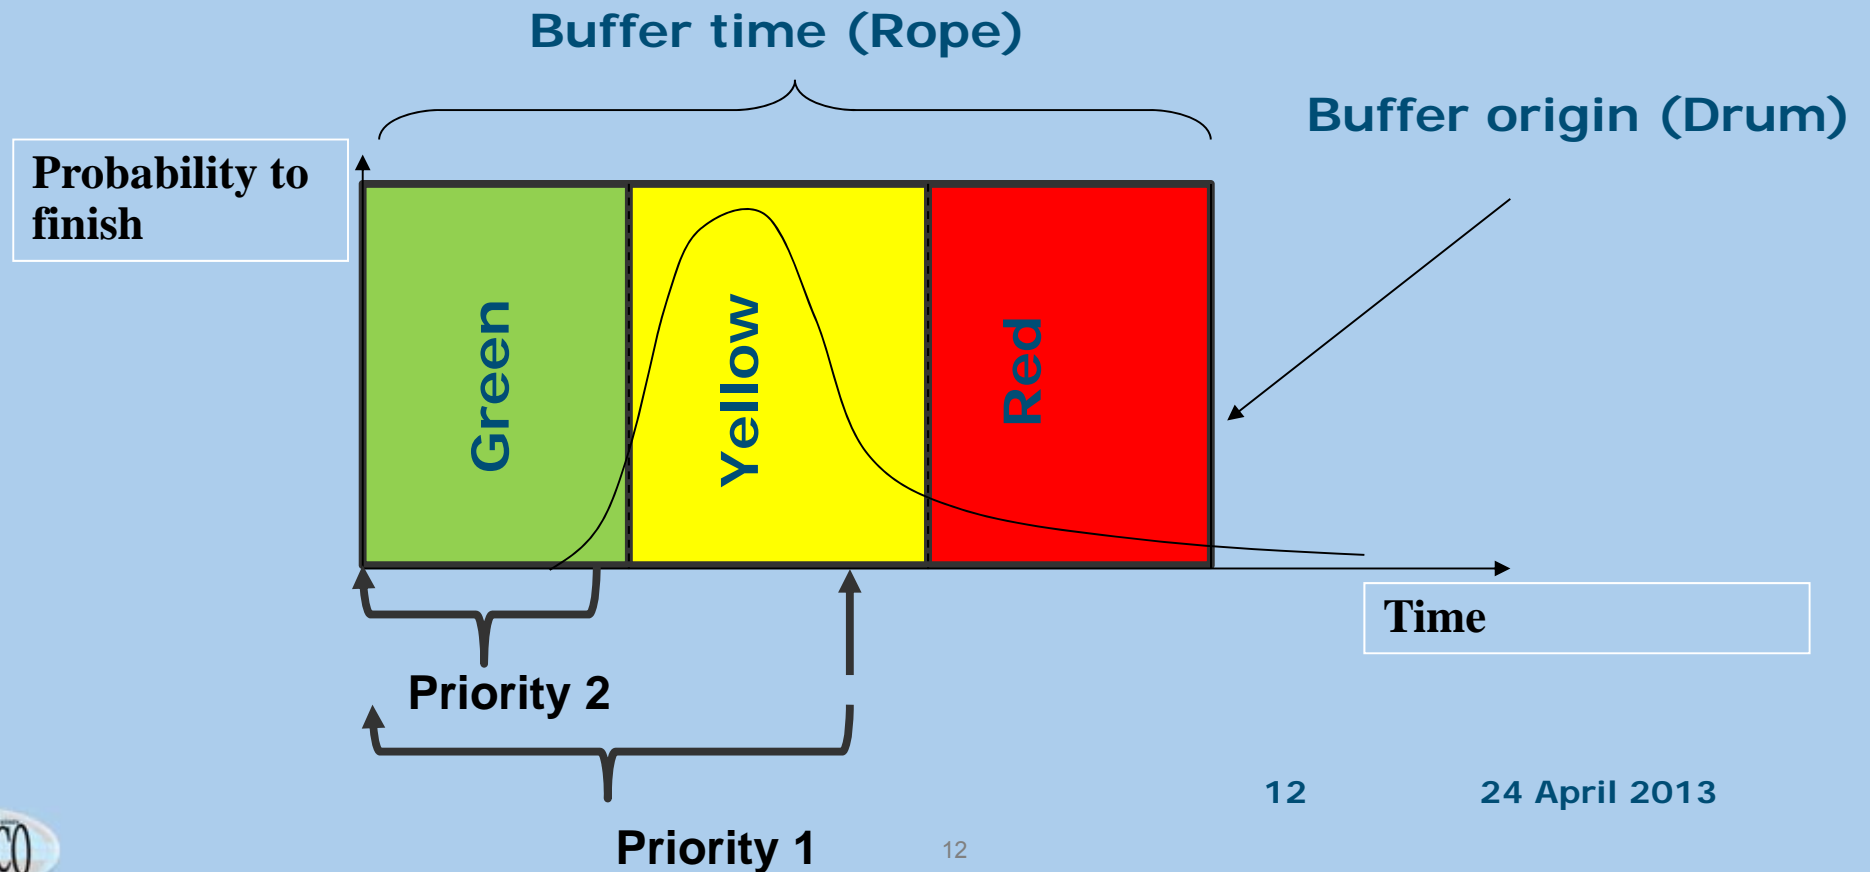 Buffer time (Rope)
Buffer origin (Drum)
Probability to
finish
Green
Yellow
Red
Time
Priority 2
12
24 April 2013
Priority 1
12